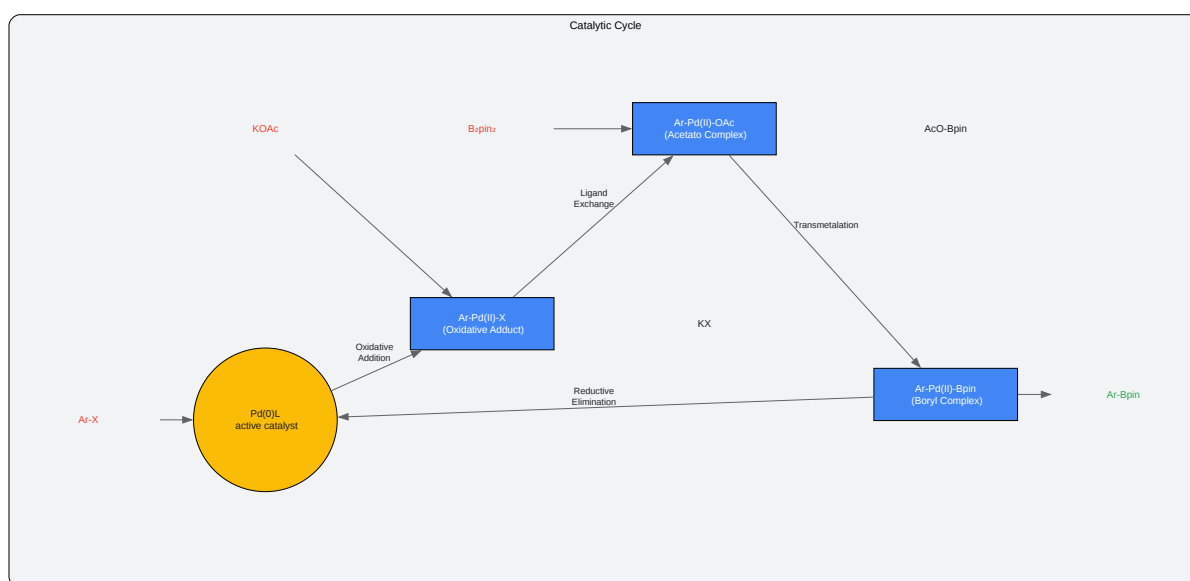 Catalytic Cycle
KOAc
B₂pin₂
Ar-Pd(II)-OAc
(Acetato Complex)
AcO-Bpin
Ligand
Exchange
Transmetalation
Ar-Pd(II)-X
(Oxidative Adduct)
KX
Oxidative
Addition
Reductive
Elimination
Ar-Pd(II)-Bpin
(Boryl Complex)
Ar-Bpin
Ar-X
Pd(0)L
active catalyst